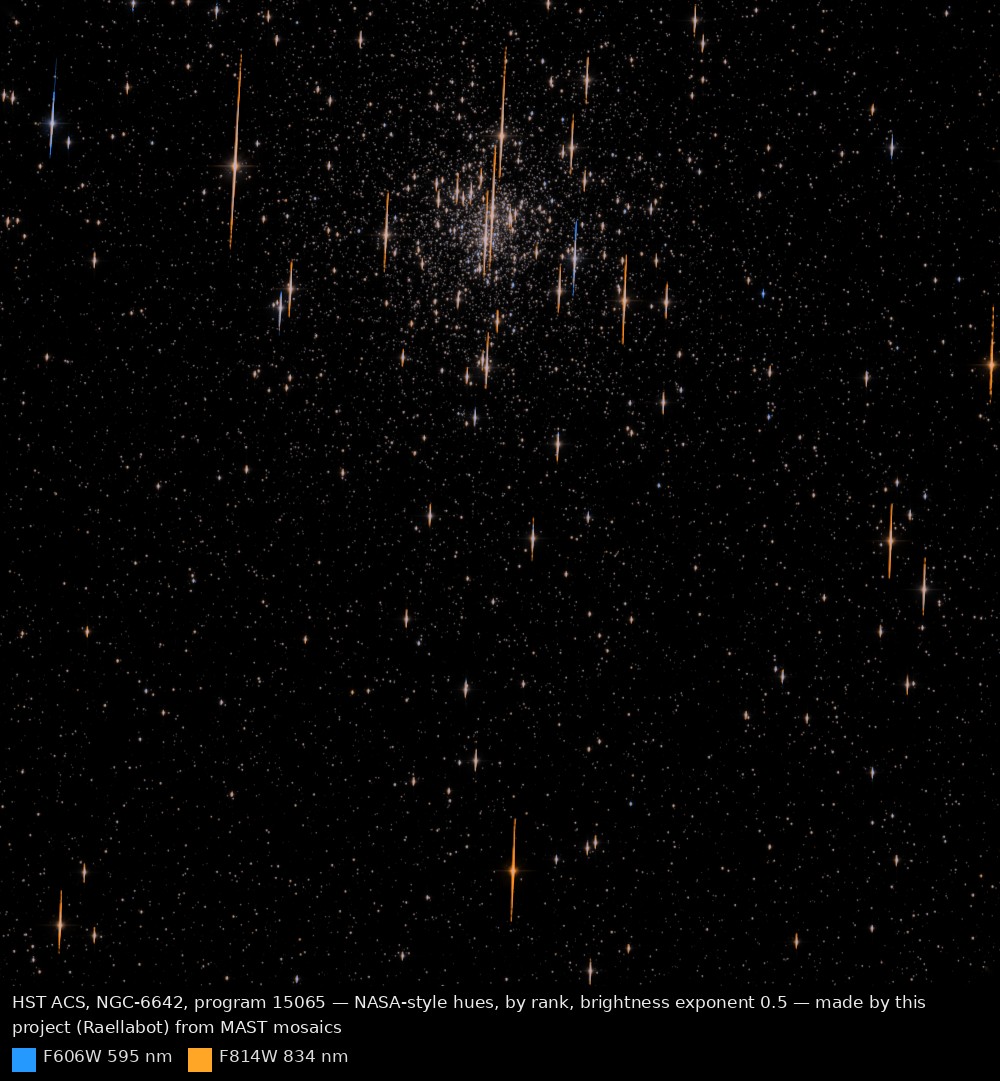 HST ACS, NGC-6642, program 15065 — NASA-style hues, by rank, brightness exponent 0.5 — made by this
project (Raellabot) from MAST mosaics
F606W 595 nm F814W 834 nm